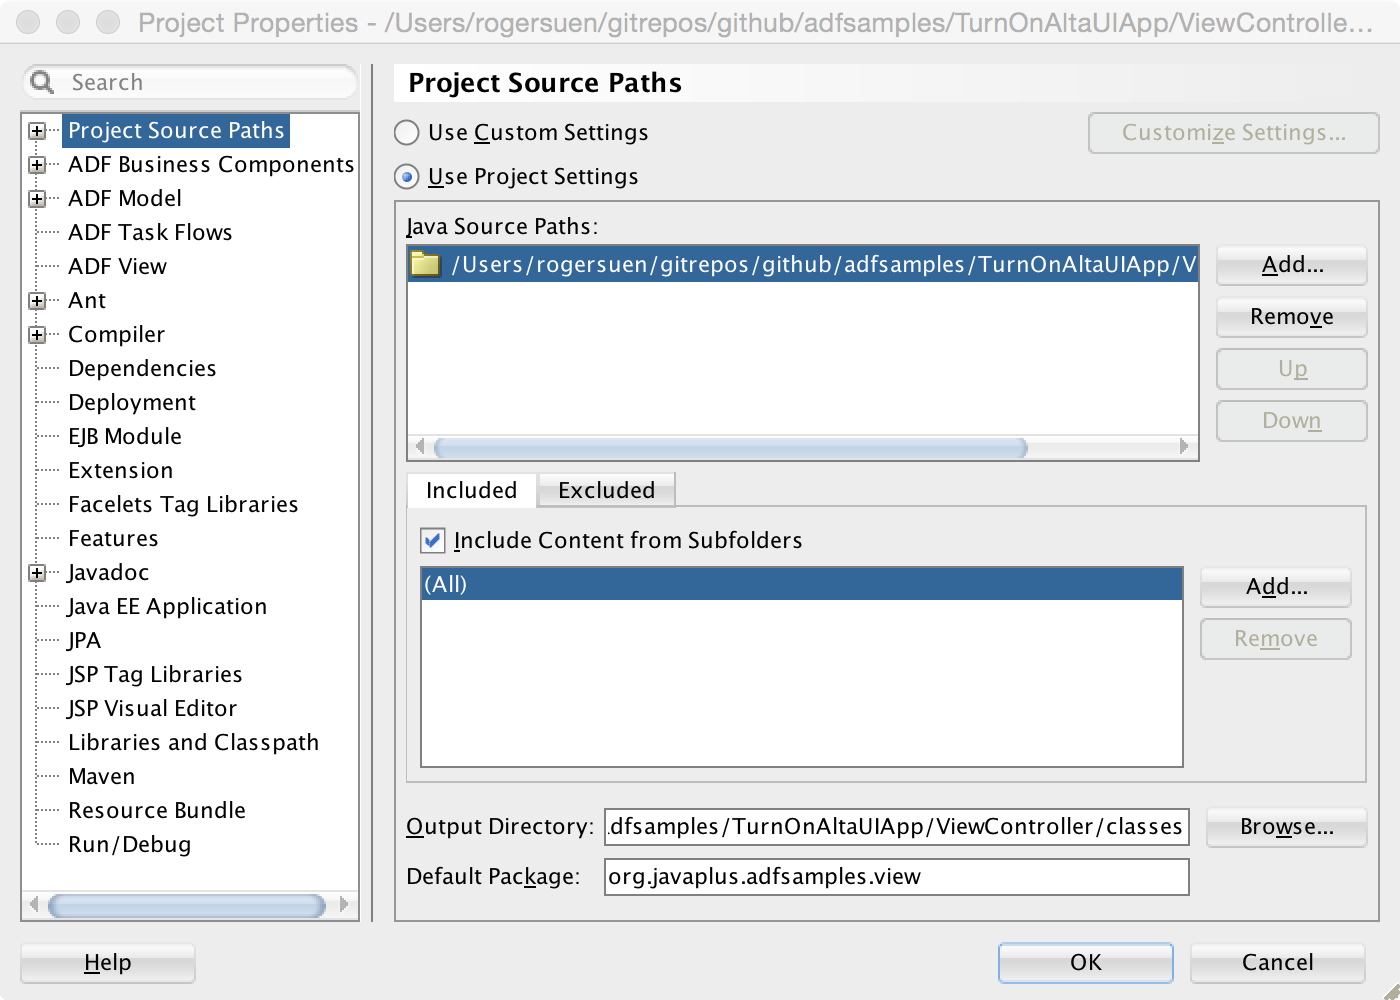 Project Properties - /Users/rogersuen/gitrepos/github/adfsamples/TurnOnAltaUIApp/ViewControlle...
Search
Project Source Paths
ADF Business Components
ADF Model
ADF Task Flows
ADF View
Ant
Compiler
Dependencies
Deployment
EJB Module
Extension
Facelets Tag Libraries
Features
Javadoc
Java EE Application
JPA
JSP Tag Libraries
JSP Visual Editor
Libraries and Classpath
Maven
Resource Bundle
Run/Debug
Project Source Paths
Use Custom Settings
Customize Settings...
Use Project Settings
Java Source Paths:
/Users/rogersuen/gitrepos/github/adfsamples/TurnOnAltaUIApp/V
Add...
Remove
Up
Down
Included
Excluded
Include Content from Subfolders
(All)
Add...
Remove
Output Directory:
.dfsamples/TurnOnAltaUIApp/ViewController/classes
Browse...
Default Package:
org.javaplus.adfsamples.view
Help
OK
Cancel